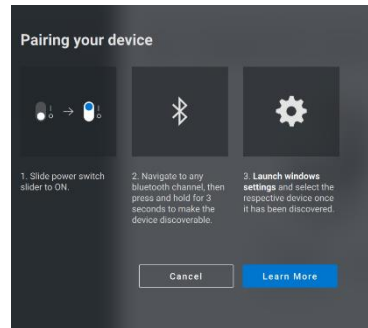 Pairing your device
1. Slide power switch
slider to ON.
2. Navigate to any
bluetooth channel, then
press and hold for 3
seconds to make the
device discoverable.
3. Launch windows
settings and select the
respective device once
it has been discovered.
Cancel
Learn More